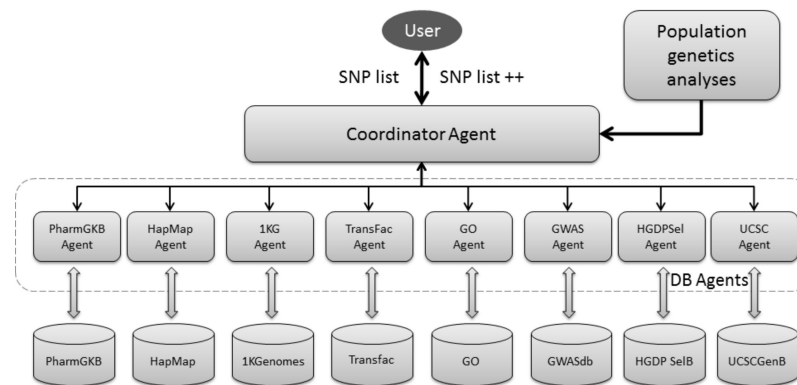 User
Population
genetics
analyses
SNP list
SNP list ++
Coordinator Agent
PharmGKB
Agent
HapMap
Agent
1KG
Agent
TransFac
Agent
GO
Agent
GWAS
Agent
HGDPSel
Agent
UCSC
Agent
DB Agents
PharmGKB
HapMap
1KGenomes
Transfac
GO
GWASdb
HGDP SelB
UCSCGenB